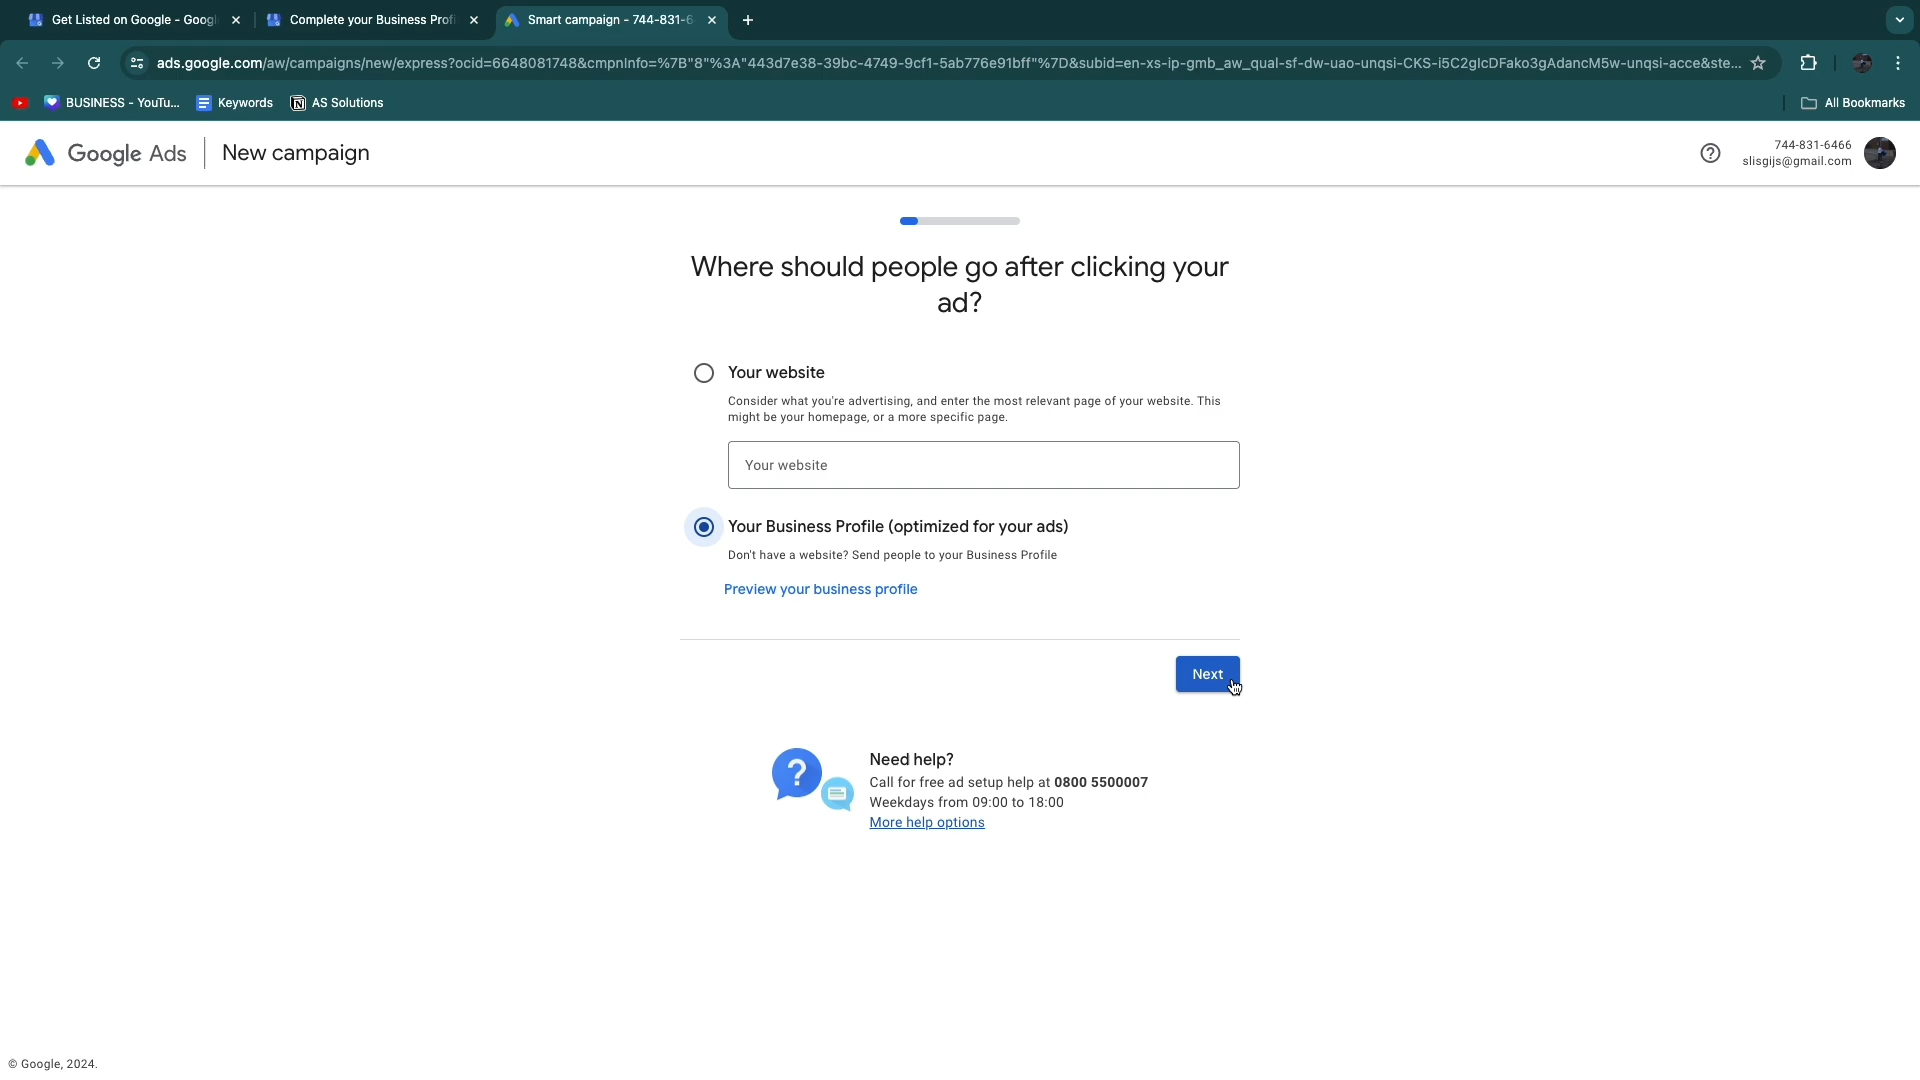 Get Listed on Google - Googl
Complete your Business Profi
Smart campaign - 744-831-6
ads.google.com/aw/campaigns/new/express?ocid=6648081748&cmpnInfo=%7B"8"%3A"443d7e38-39bc-4749-9cf1-5ab776e91bff"%7D&subid=en-xs-ip-gmb_aw_qual-sf-dw-uao-unqsi-CKS-i5C2glcDFako3gAdancM5w-unqsi-acce&ste...
BUSINESS - YouTu...
Keywords
AS Solutions
All Bookmarks
Google Ads
New campaign
744-831-6466
slisgijs@gmail.com
Where should people go after clicking your
ad?
Your website
Consider what you're advertising, and enter the most relevant page of your website. This
might be your homepage, or a more specific page.
Your website
Your Business Profile (optimized for your ads)
Don't have a website? Send people to your Business Profile
Preview your business profile
Next
Need help?
Call for free ad setup help at 0800 5500007
Weekdays from 09:00 to 18:00
More help options
© Google, 2024.